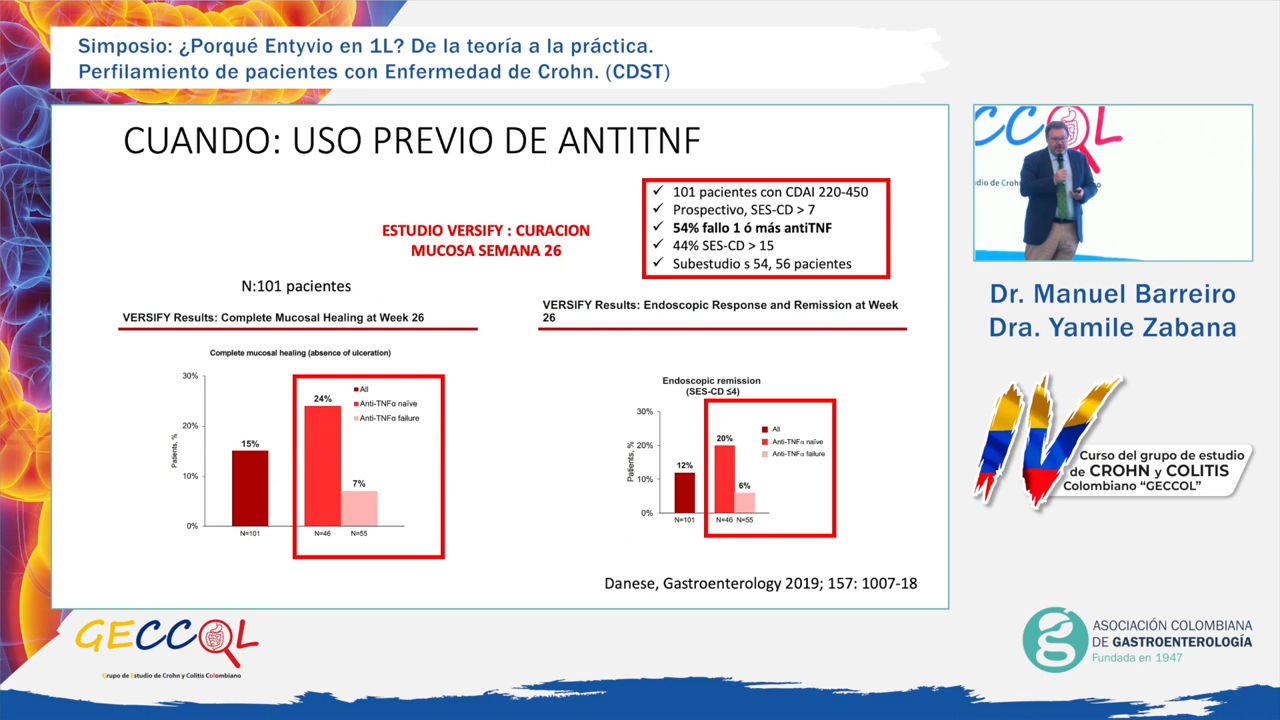 Simposio: ¿Porqué Entyvio en 1L? De la teoría a la práctica.
Perfilamiento de pacientes con Enfermedad de Crohn. (CDST)
CUANDO: USO PREVIO DE ANTITNF
✓ 101 pacientes con CDAI 220-450
✓ Prospectivo, SES-CD > 7
✓ 54% fallo 1 ó más antiTNF
✓ 44% SES-CD > 15
✓ Subestudio s 54, 56 pacientes
ESTUDIO VERSIFY : CURACION
MUCOSA SEMANA 26
N:101 pacientes
VERSIFY Results: Complete Mucosal Healing at Week 26
Complete mucosal healing (absence of ulceration)
Patients, %
30%
20%
10%
0%
15%
24%
7%
All
Anti-TNFα naïve
Anti-TNFα failure
N=101
N=46
N=55
VERSIFY Results: Endoscopic Response and Remission at Week
26
Endoscopic remission
(SES-CD ≤4)
Patients, %
30%
20%
10%
0%
12%
20%
6%
All
Anti-TNFα naïve
Anti-TNFα failure
N=101
N=46
N=55
Danese, Gastroenterology 2019; 157: 1007-18
CCOL
dio de Crohn
Dr. Manuel Barreiro
Dra. Yamile Zabana
IV
Curso del grupo de estudio
de CROHN y COLITIS
Colombiano “GECCOL”
GECCOL
Grupo de Estudio de Crohn y Colitis Colombiano
ASOCIACIÓN COLOMBIANA
DE GASTROENTEROLOGÍA
Fundada en 1947